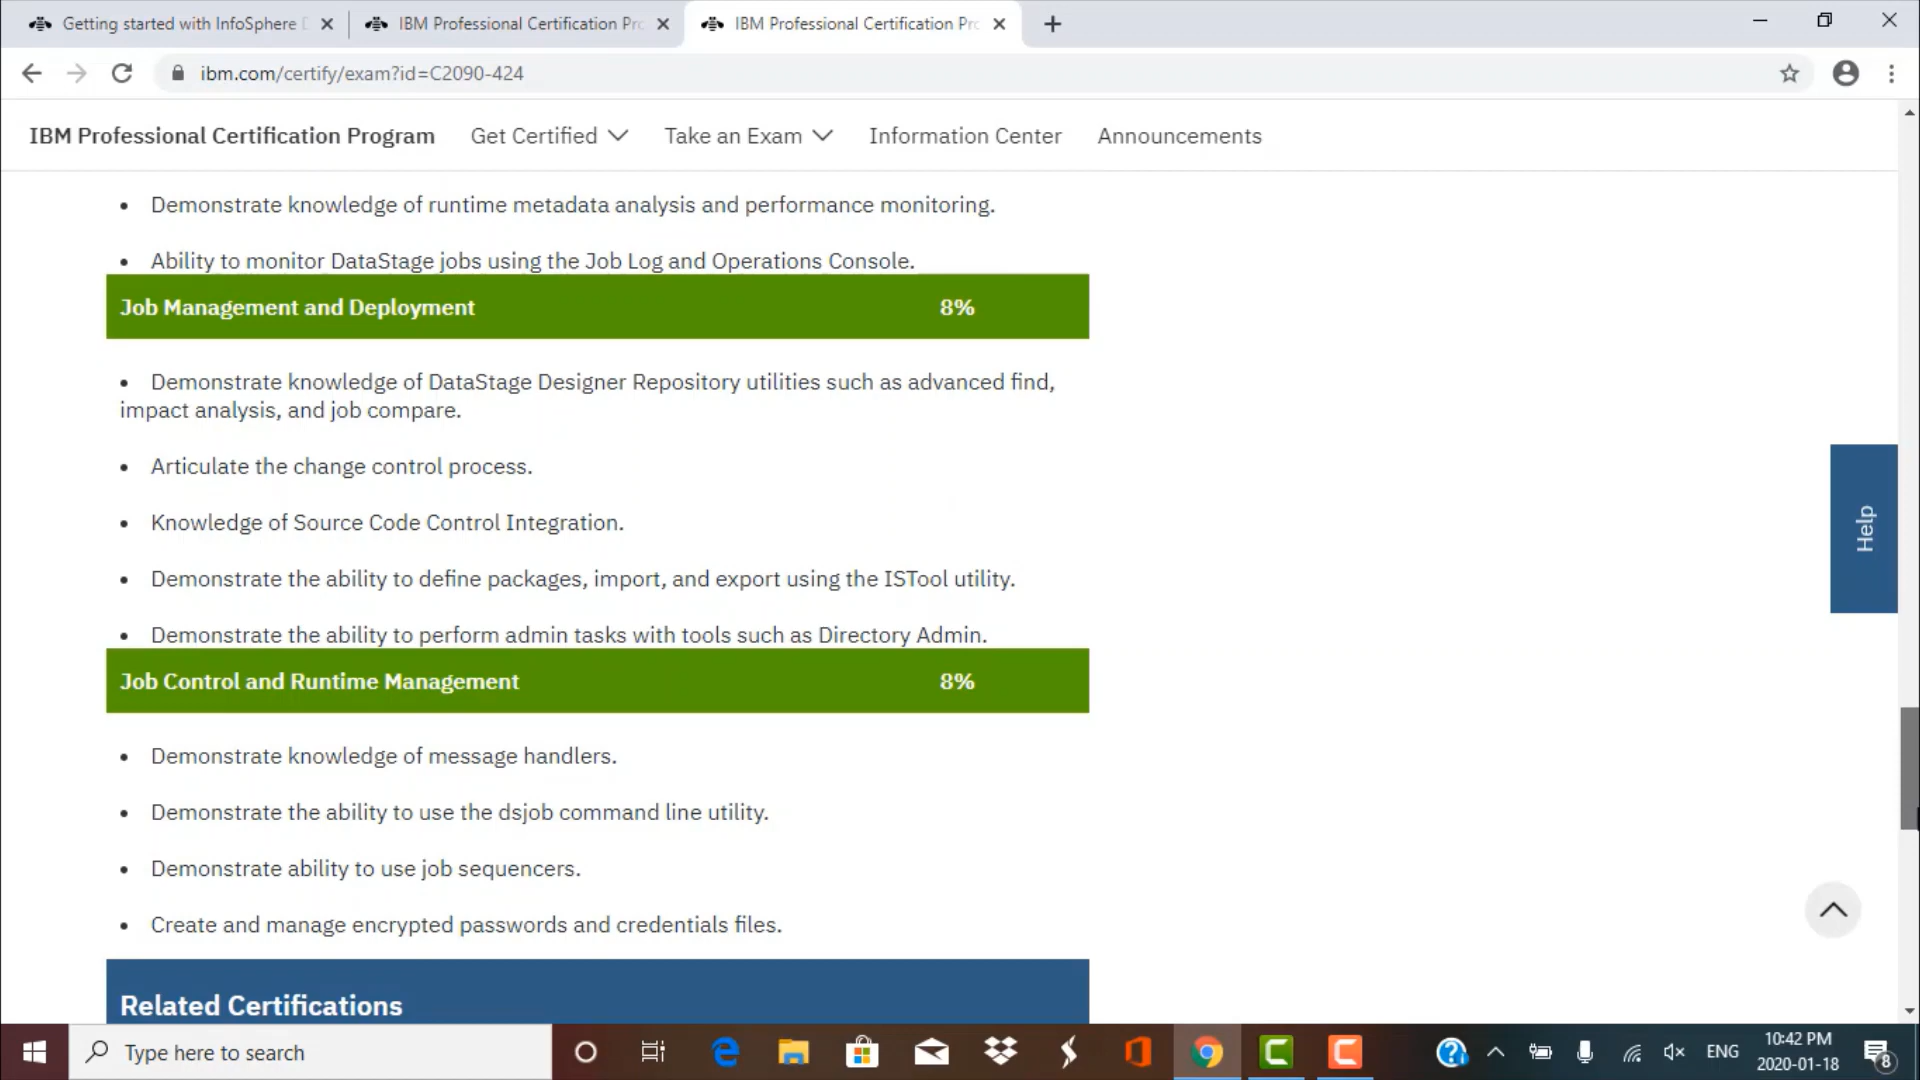 Getting started with InfoSphere D
IBM Professional Certification Pro
IBM Professional Certification Pro
ibm.com/certify/exam?id=C2090-424
IBM Professional Certification Program
Get Certified
Take an Exam
Information Center
Announcements
• Demonstrate knowledge of runtime metadata analysis and performance monitoring.
• Ability to monitor DataStage jobs using the Job Log and Operations Console.
Job Management and Deployment 8%
• Demonstrate knowledge of DataStage Designer Repository utilities such as advanced find,
impact analysis, and job compare.
• Articulate the change control process.
• Knowledge of Source Code Control Integration.
• Demonstrate the ability to define packages, import, and export using the ISTool utility.
• Demonstrate the ability to perform admin tasks with tools such as Directory Admin.
Job Control and Runtime Management 8%
• Demonstrate knowledge of message handlers.
• Demonstrate the ability to use the dsjob command line utility.
• Demonstrate ability to use job sequencers.
• Create and manage encrypted passwords and credentials files.
Related Certifications
Help
Type here to search
ENG
10:42 PM
2020-01-18
8